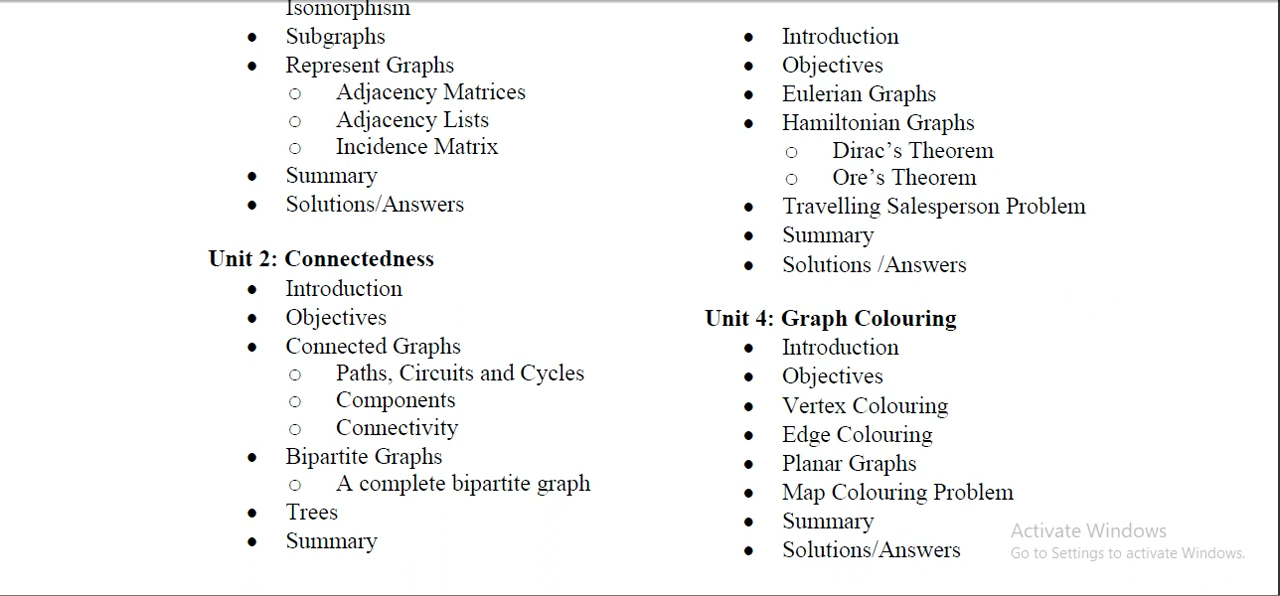 Isomorphism
● Subgraphs
● Represent Graphs
○ Adjacency Matrices
○ Adjacency Lists
○ Incidence Matrix
● Summary
● Solutions/Answers
Unit 2: Connectedness
● Introduction
● Objectives
● Connected Graphs
○ Paths, Circuits and Cycles
○ Components
○ Connectivity
● Bipartite Graphs
○ A complete bipartite graph
● Trees
● Summary
● Introduction
● Objectives
● Eulerian Graphs
● Hamiltonian Graphs
○ Dirac’s Theorem
○ Ore’s Theorem
● Travelling Salesperson Problem
● Summary
● Solutions /Answers
Unit 4: Graph Colouring
● Introduction
● Objectives
● Vertex Colouring
● Edge Colouring
● Planar Graphs
● Map Colouring Problem
● Summary
● Solutions/Answers
Activate Windows
Go to Settings to activate Windows.